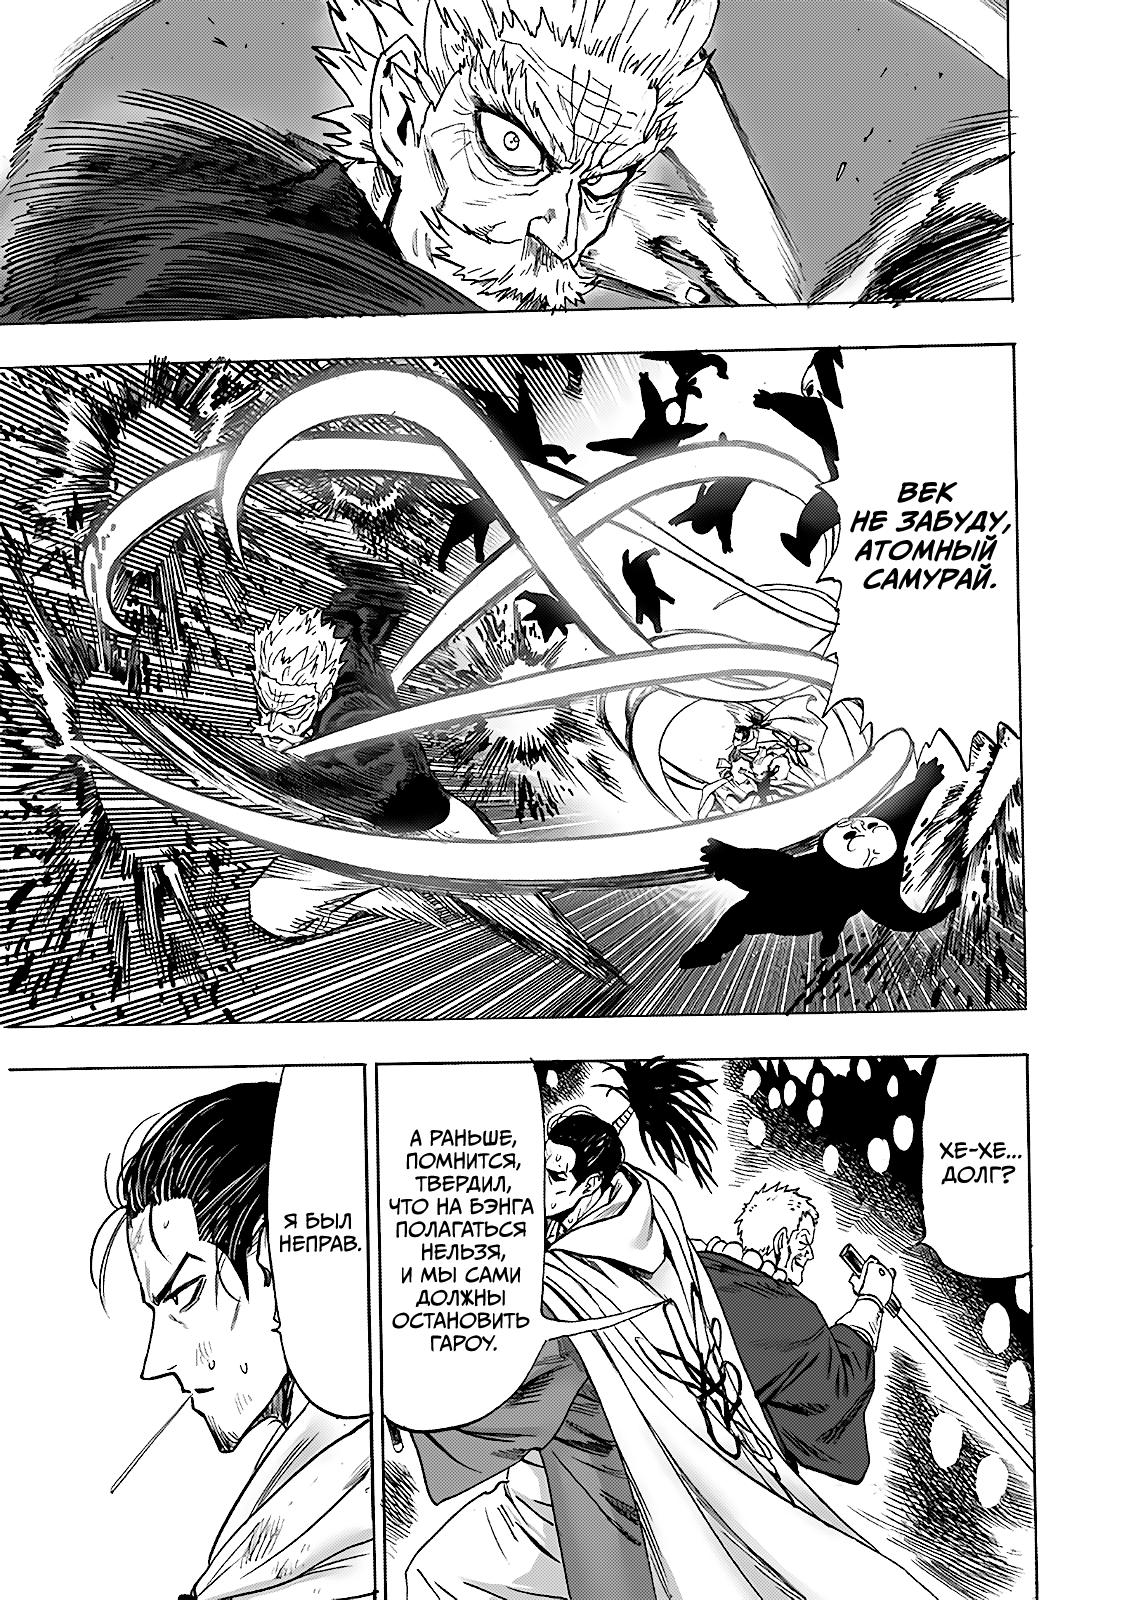 ВЕК
НЕ ЗАБУДУ,
АТОМНЫЙ
САМУРАЙ.
ХЕ-ХЕ...
ДОЛГ?
А РАНЬШЕ,
ПОМНИТСЯ,
ТВЕРДИЛ,
ЧТО НА БЭНГА
ПОЛАГАТЬСЯ
НЕЛЬЗЯ,
И МЫ САМИ
ДОЛЖНЫ
ОСТАНОВИТЬ
ГАРОУ.
Я БЫЛ
НЕПРАВ.